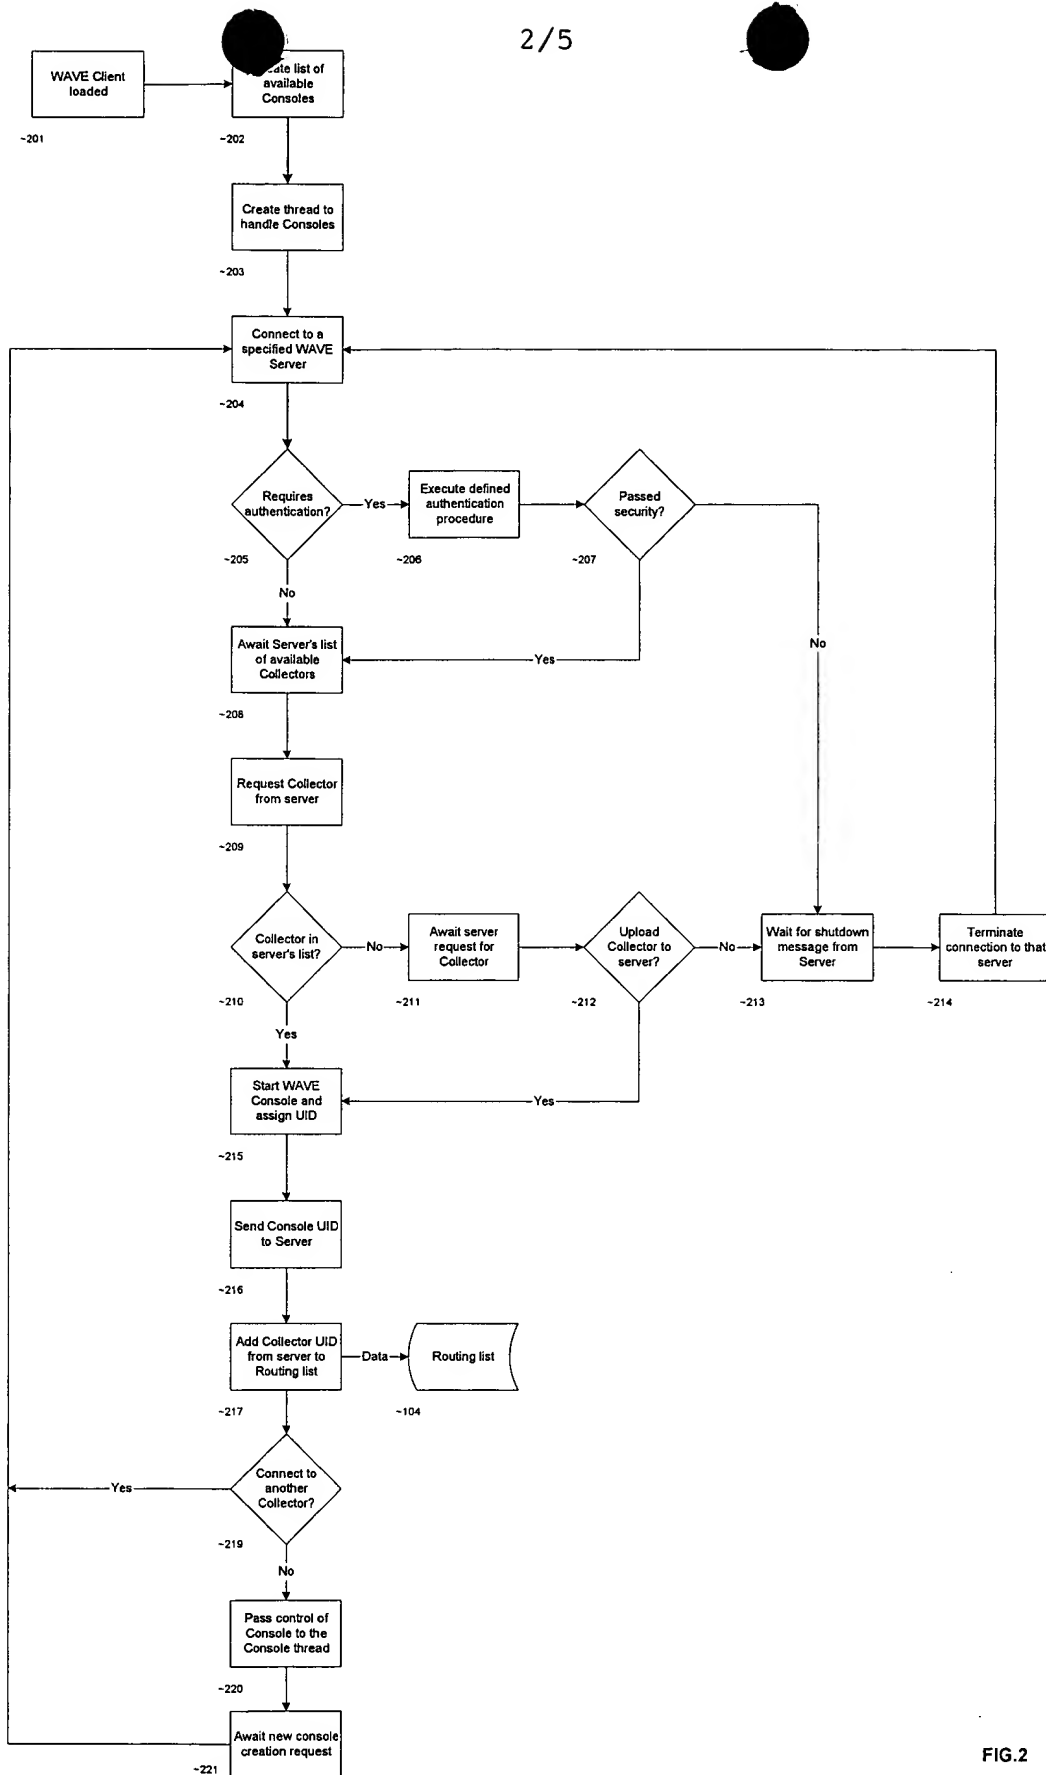 2/5
WAVE Client
loaded
list of
available
Consoles
~201
~202
Create thread to
handle Consoles
~203
Connect to a
specified WAVE
Server
~204
Requires
authentication?
Yes
Execute defined
authentication
procedure
Passed
security?
~205
~206
~207
No
Await Server's list
of available
Collectors
Yes
No
~208
Request Collector
from server
~209
Collector in
server's list?
No
Await server
request for
Collector
Upload
Collector to
server?
No
Wait for shutdown
message from
Server
Terminate
connection to that
server
~210
~211
~212
~213
~214
Yes
Start WAVE
Console and
assign UID
Yes
~215
Send Console UID
to Server
~216
Add Collector UID
from server to
Routing list
Data
Routing list
~217
~104
Connect to
another
Collector?
Yes
~219
No
Pass control of
Console to the
Console thread
~220
Await new console
creation request
~221
FIG.2